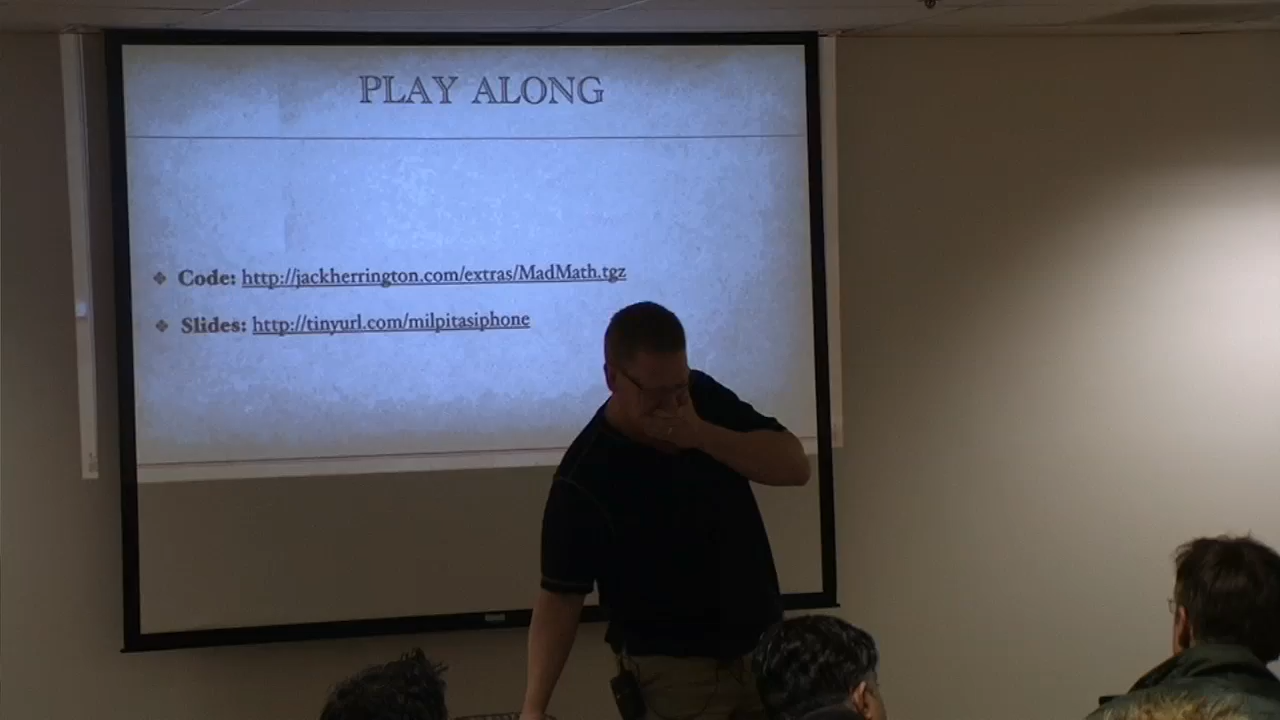 PLAY ALONG
❖ Code: http://jackherrington.com/extras/MadMath.tgz
❖ Slides: http://tinyurl.com/milpitasiphone